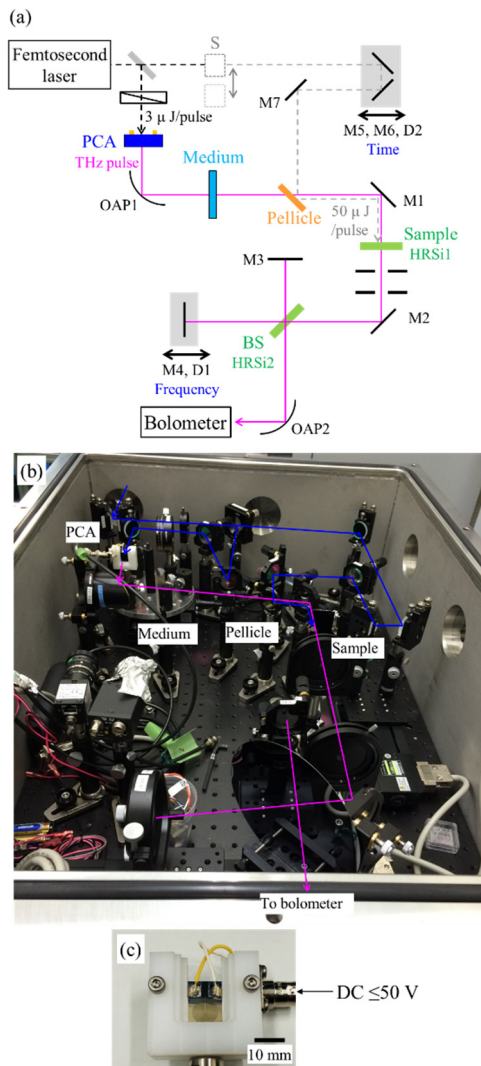 (a)
S
Femtosecond
laser
M7
3 μ J/pulse
M5, M6, D2
PCA
Time
THz pulse
Medium
OAP1
M1
Pellicle
50 μ J
/pulse
Sample
HRSi1
M3
M2
BS
HRSi2
M4, D1
Frequency
Bolometer
OAP2
(b)
PCA
Medium
Pellicle
Sample
To bolometer
(c)
DC ≤50 V
10 mm